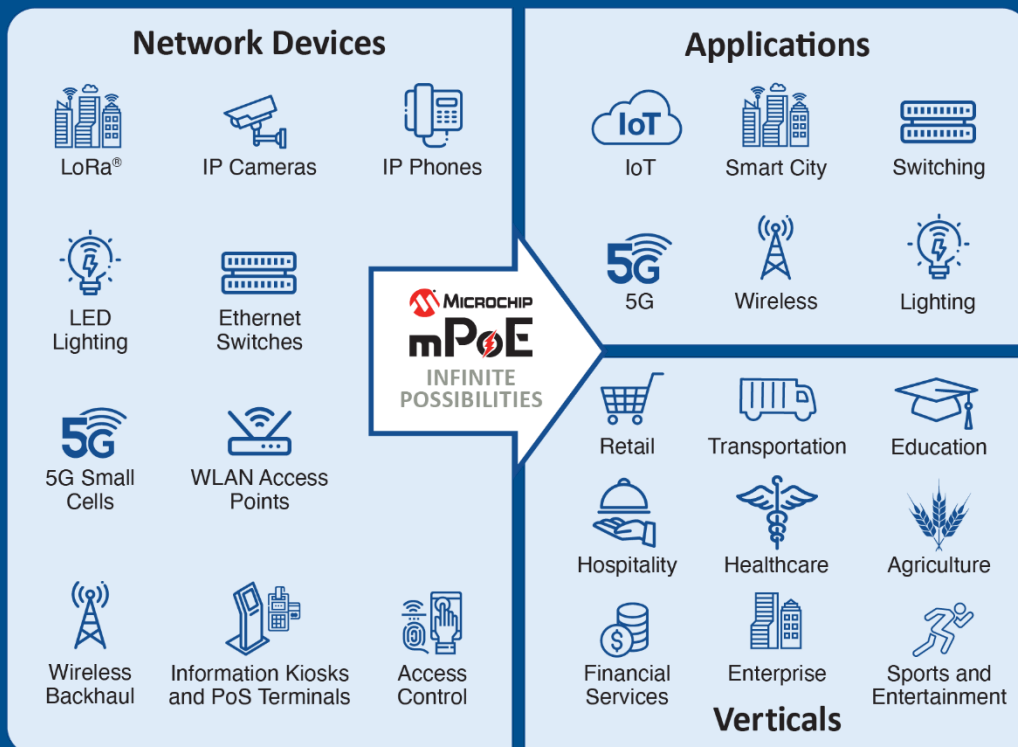 Network Devices
LoRa®
IP Cameras
IP Phones
LED
Lighting
Ethernet
Switches
5G
5G Small
Cells
WLAN Access
Points
Wireless
Backhaul
Information Kiosks
and PoS Terminals
Access
Control
MICROCHIP
mPoE
INFINITE
POSSIBILITIES
Applications
IoT
IoT
Smart City
Switching
5G
5G
Wireless
Lighting
Retail
Transportation
Education
Hospitality
Healthcare
Agriculture
$
Financial
Services
Enterprise
Sports and
Entertainment
Verticals